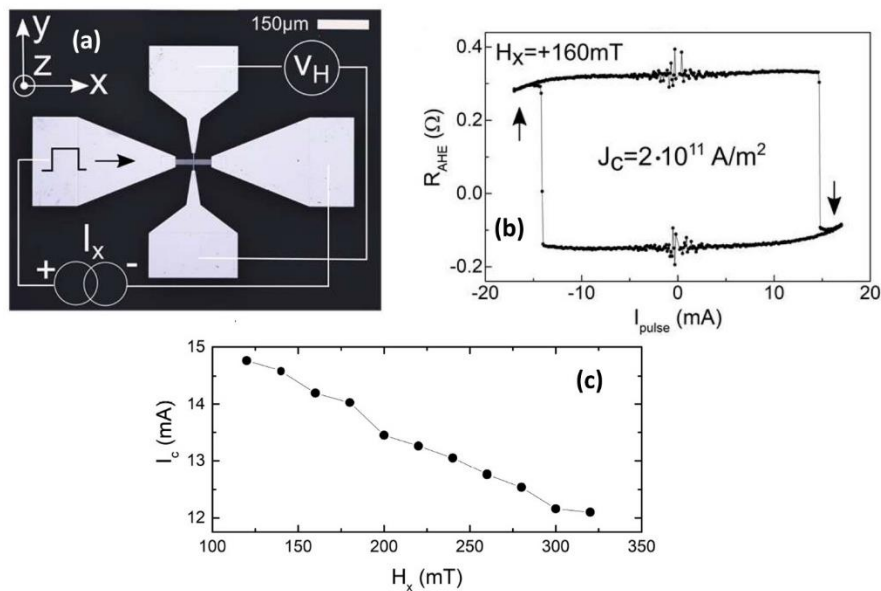 (a)
150μm
y
z
x
V_H
I_x
+
-
H_x=+160mT
J_C=2·10^11 A/m^2
(b)
R_AHE (Ω)
0.4
0.2
0.0
-0.2
-20
-10
0
10
20
I_pulse (mA)
(c)
I_c (mA)
15
14
13
12
100
150
200
250
300
350
H_x (mT)